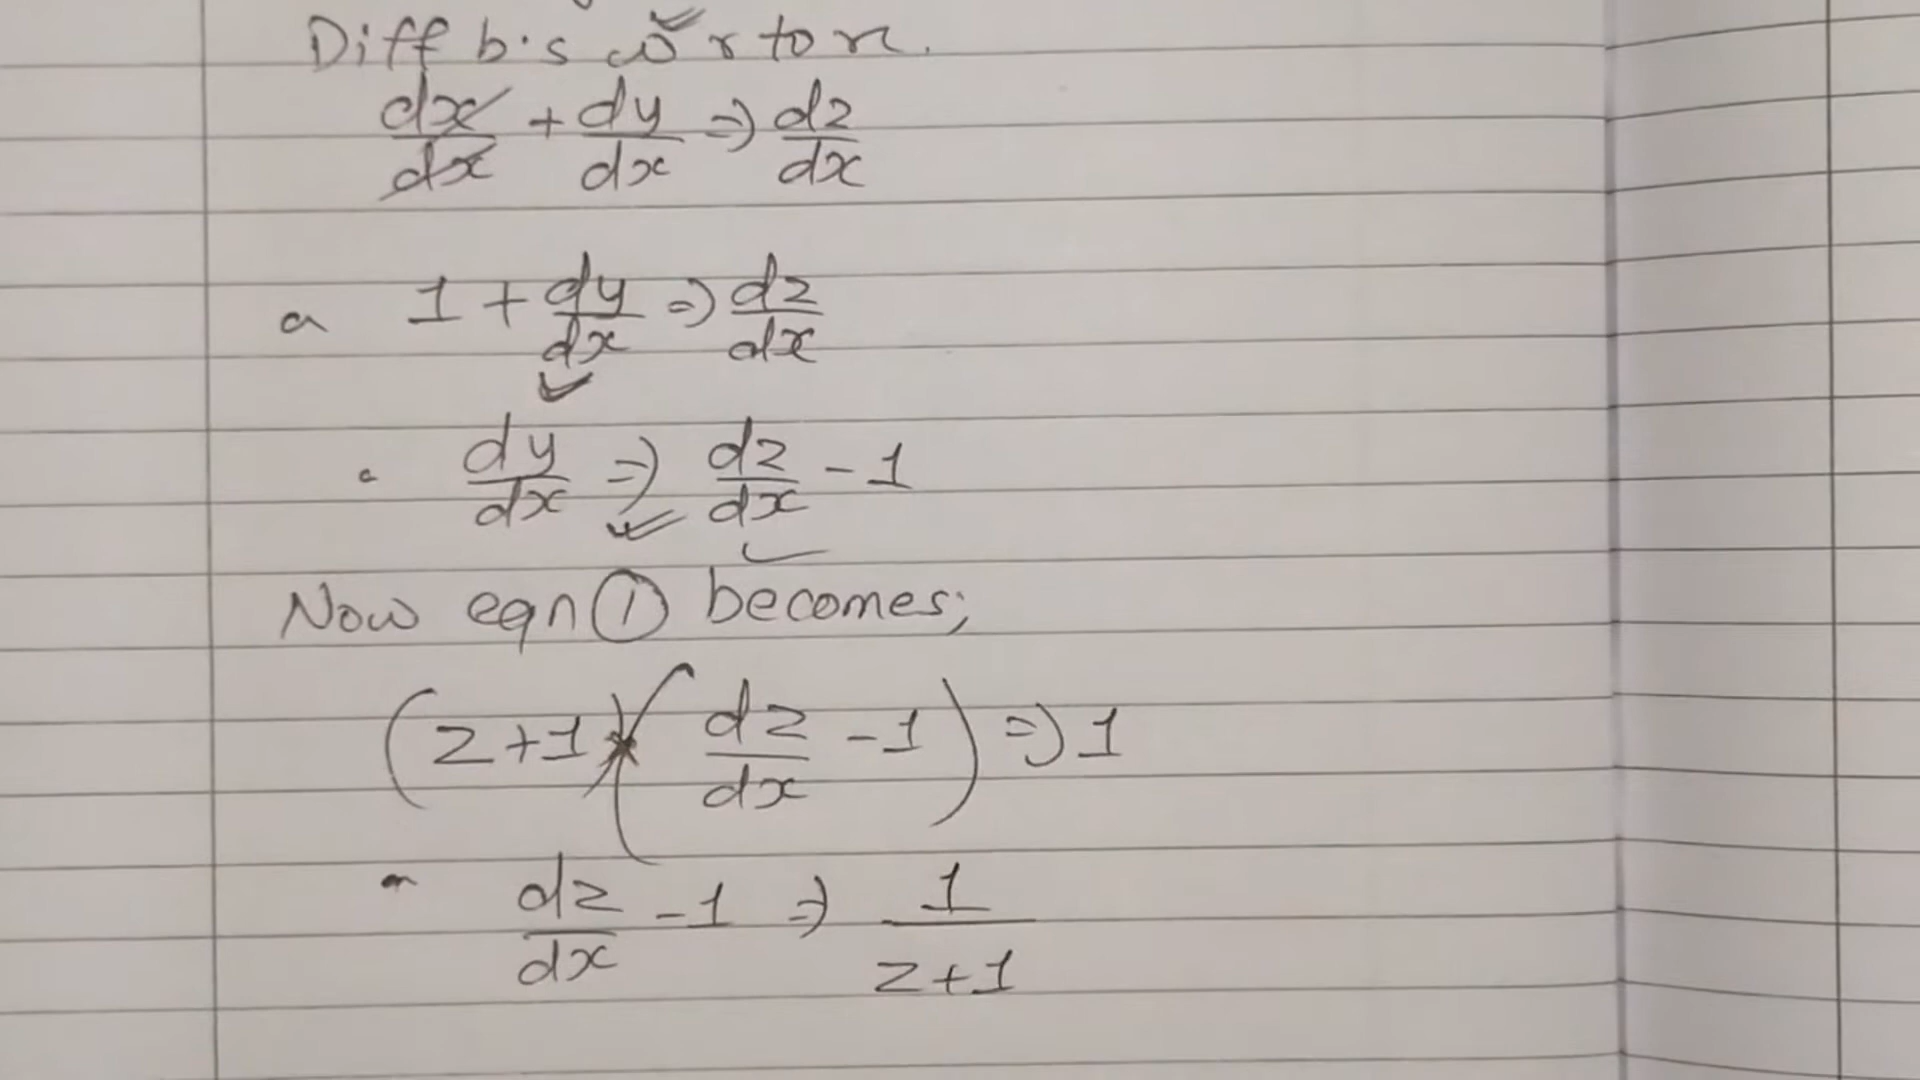 Diff b.s w r to x.
dx/dx + dy/dx => dz/dx
1 + dy/dx => dz/dx
dy/dx => dz/dx - 1
Now eqn ① becomes;
(z+1)(dz/dx - 1) => 1
dz/dx - 1 => 1/z+1